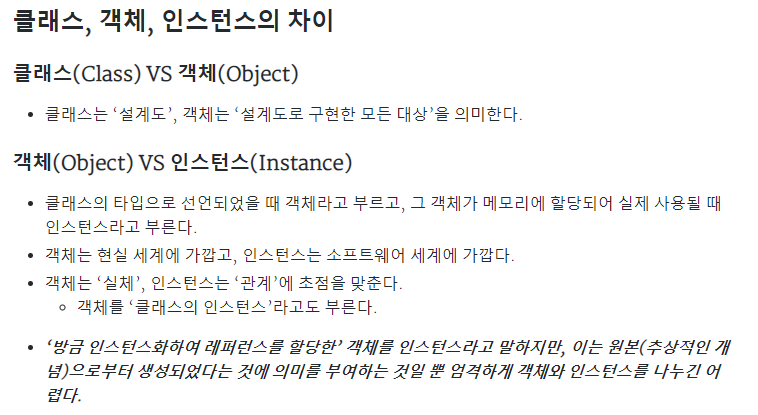 클래스, 객체, 인스턴스의 차이
클래스(Class) VS 객체(Object)
• 클래스는 ‘설계도’, 객체는 ‘설계도로 구현한 모든 대상’을 의미한다.
객체(Object) VS 인스턴스(Instance)
• 클래스의 타입으로 선언되었을 때 객체라고 부르고, 그 객체가 메모리에 할당되어 실제 사용될 때
인스턴스라고 부른다.
• 객체는 현실 세계에 가깝고, 인스턴스는 소프트웨어 세계에 가깝다.
• 객체는 ‘실체’, 인스턴스는 ‘관계’에 초점을 맞춘다.
◦ 객체를 ‘클래스의 인스턴스’라고도 부른다.
• ‘방금 인스턴스화하여 레퍼런스를 할당한’ 객체를 인스턴스라고 말하지만, 이는 원본(추상적인 개
념)으로부터 생성되었다는 것에 의미를 부여하는 것일 뿐 엄격하게 객체와 인스턴스를 나누긴 어
렵다.